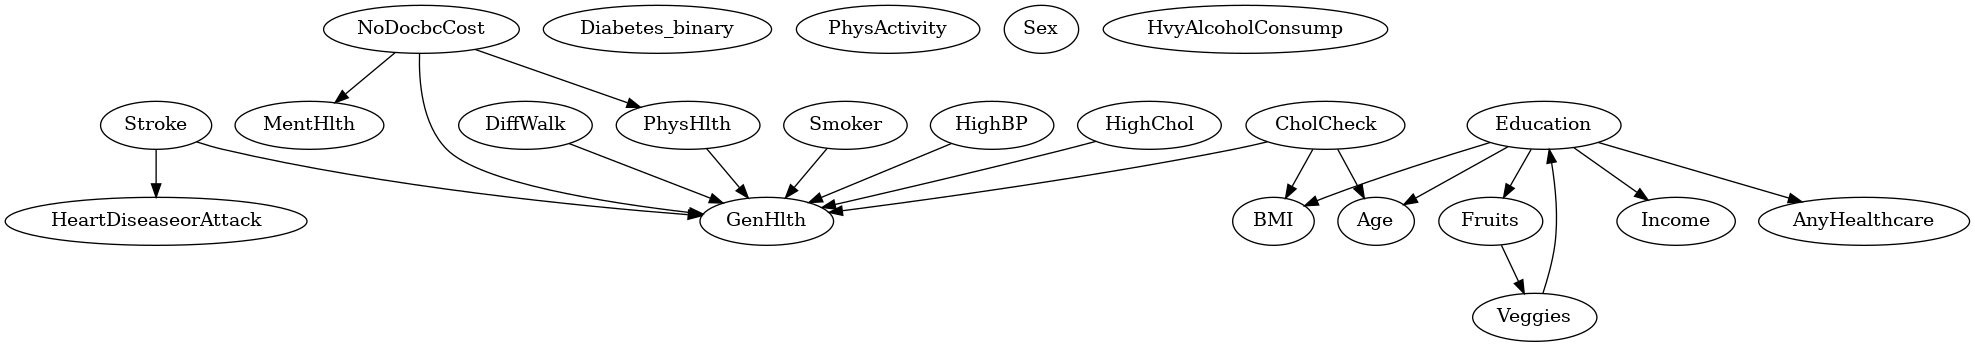 NoDocbcCost
Diabetes_binary
PhysActivity
Sex
HvyAlcoholConsump
Stroke
MentHlth
DiffWalk
PhysHlth
Smoker
HighBP
HighChol
CholCheck
Education
HeartDiseaseorAttack
GenHlth
BMI
Age
Fruits
Income
AnyHealthcare
Veggies